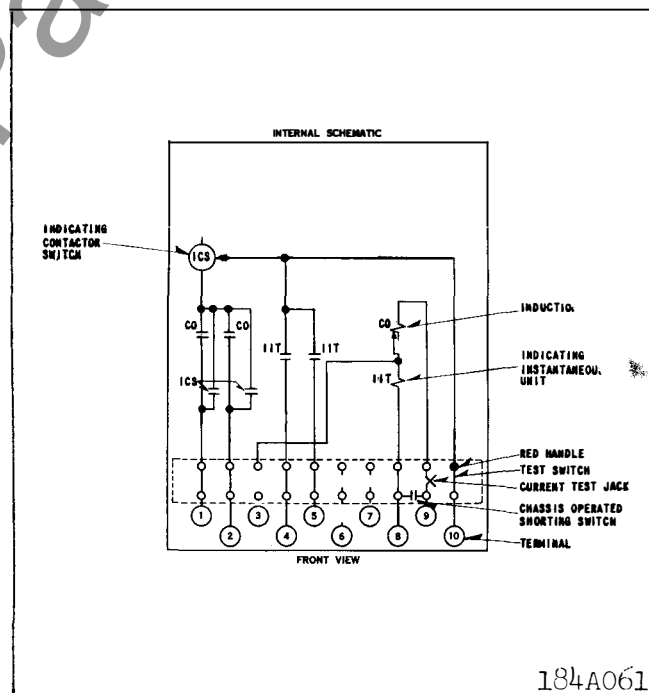 INTERNAL SCHEMATIC
INDICATING
CONTACTOR
SWITCH
ICS
CO
CO
ICS
IIT
IIT
CO
IIT
INDUCTIO
INDICATING
INSTANTANEOU
UNIT
RED HANDLE
TEST SWITCH
CURRENT TEST JACK
CHASSIS OPERATED
SHORTING SWITCH
TERMINAL
1
2
3
4
5
6
7
8
9
10
FRONT VIEW
184A061